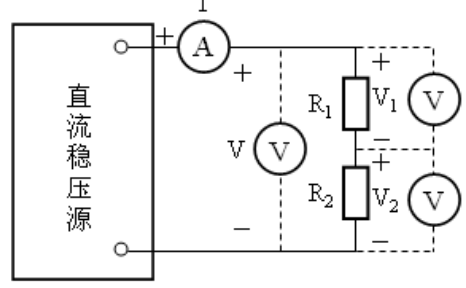 I
+ A
直流稳压源
+
V V
−
R₁ + V₁ − V
R₂ + V₂ − V